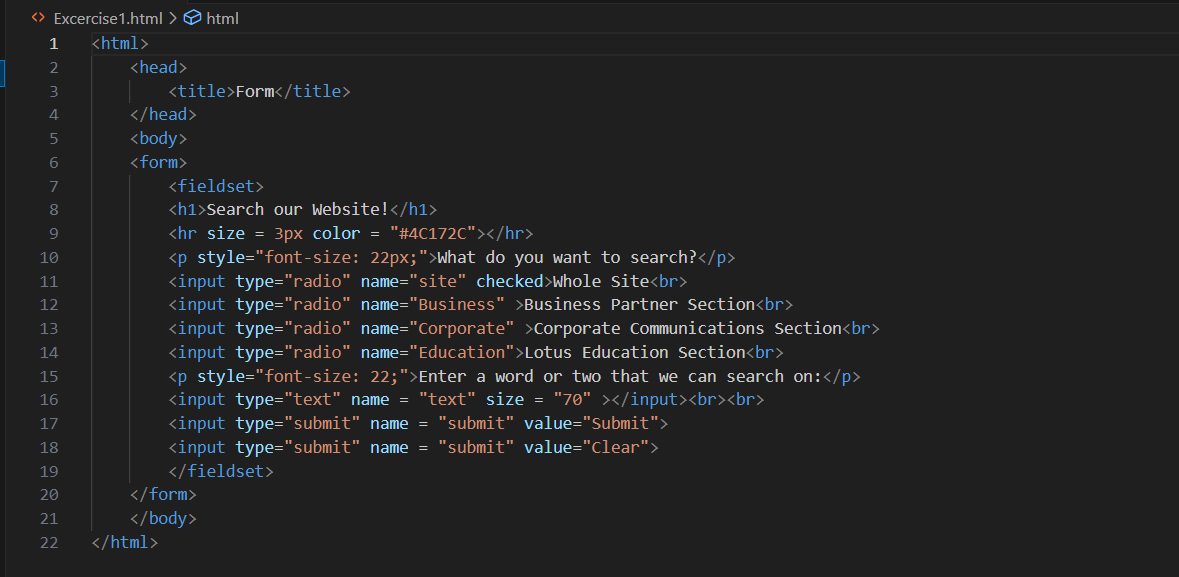 Excercise1.html > html
1 <html>
2 <head>
3 <title>Form</title>
4 </head>
5 <body>
6 <form>
7 <fieldset>
8 <h1>Search our Website!</h1>
9 <hr size = 3px color = "#4C172C"></hr>
10 <p style="font-size: 22px;">What do you want to search?</p>
11 <input type="radio" name="site" checked>Whole Site<br>
12 <input type="radio" name="Business" >Business Partner Section<br>
13 <input type="radio" name="Corporate" >Corporate Communications Section<br>
14 <input type="radio" name="Education">Lotus Education Section<br>
15 <p style="font-size: 22;">Enter a word or two that we can search on:</p>
16 <input type="text" name = "text" size = "70" ></input><br><br>
17 <input type="submit" name = "submit" value="Submit">
18 <input type="submit" name = "submit" value="Clear">
19 </fieldset>
20 </form>
21 </body>
22 </html>